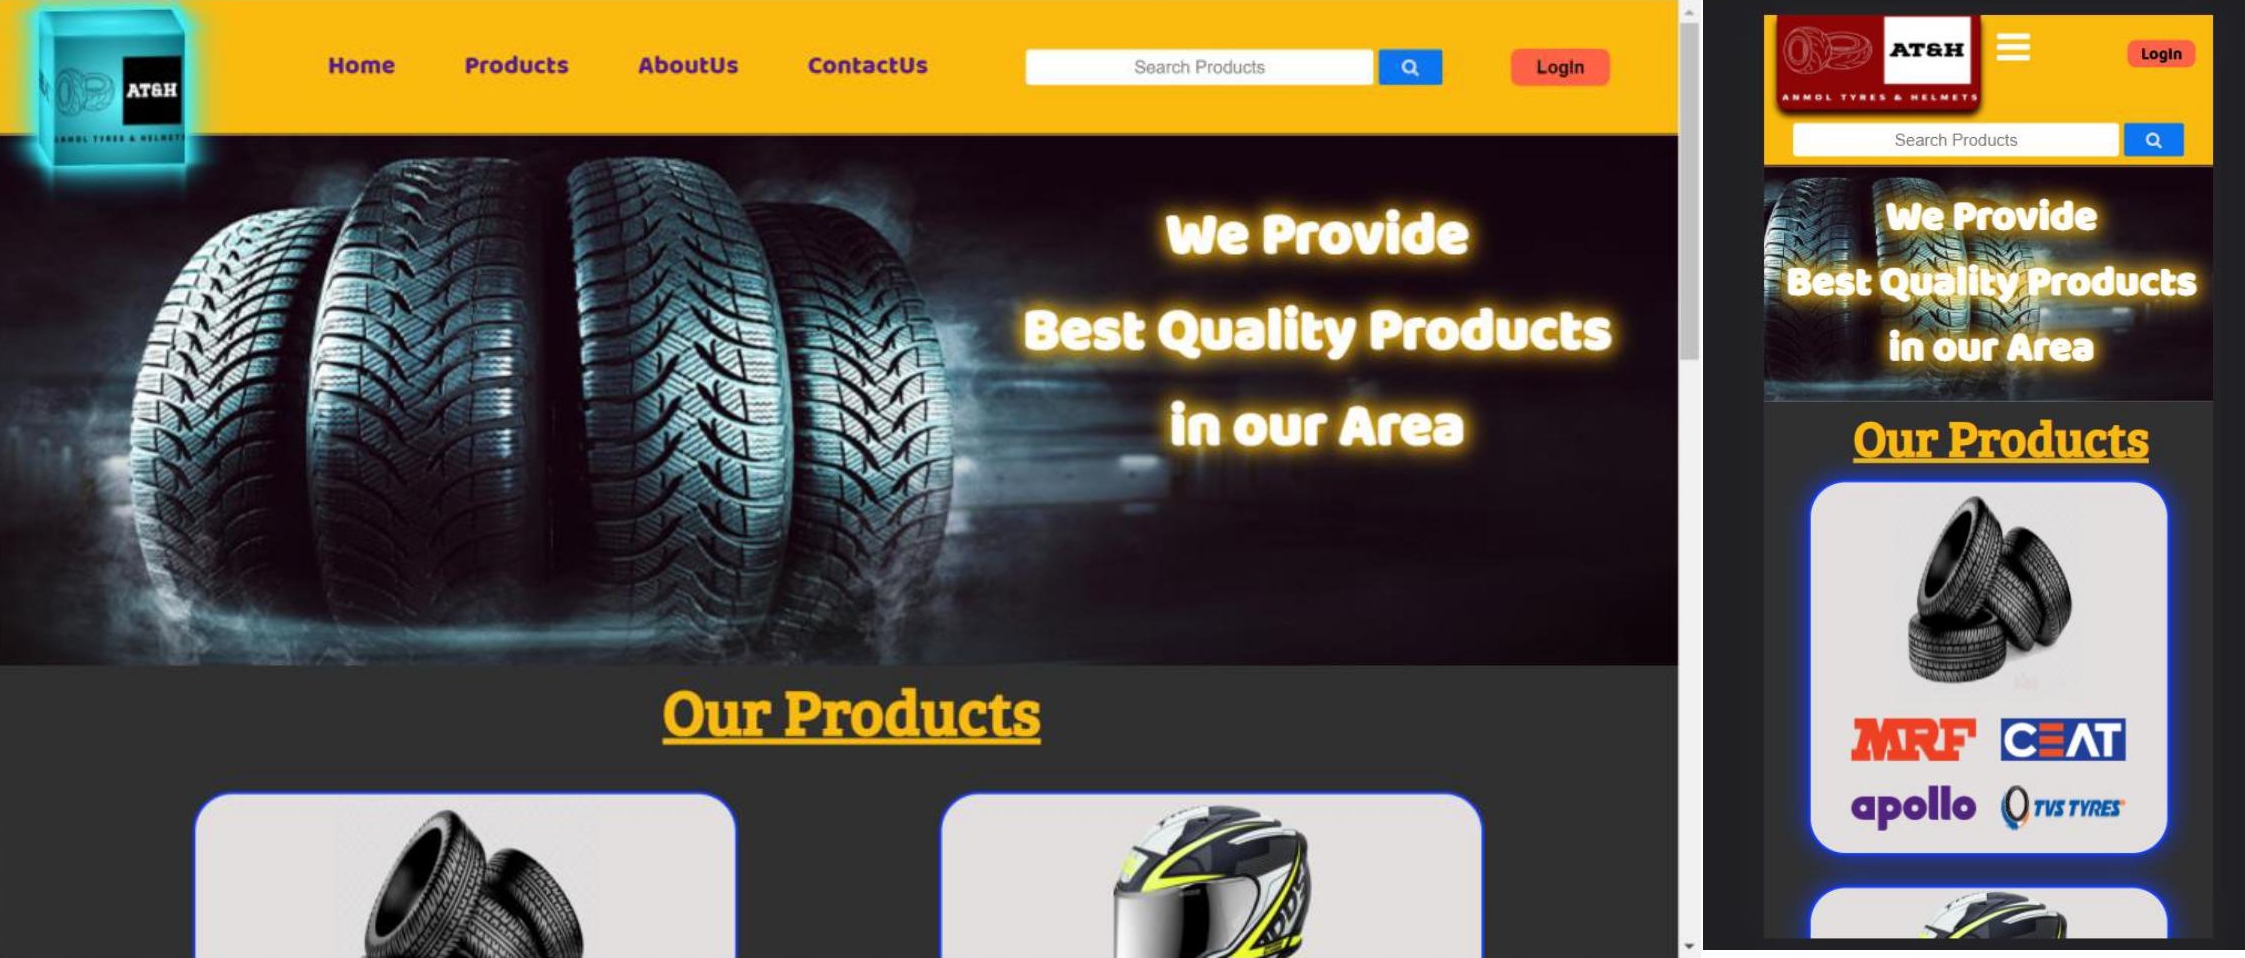 AT&H
ANMOL TYRES & HELMETS
Home
Products
AboutUs
ContactUs
Search Products
LogIn
We Provide
Best Quality Products
in our Area
Our Products
AT&H
ANMOL TYRES & HELMETS
LogIn
Search Products
We Provide
Best Quality Products
in our Area
Our Products
MRF
CEAT
apollo
TVS TYRES